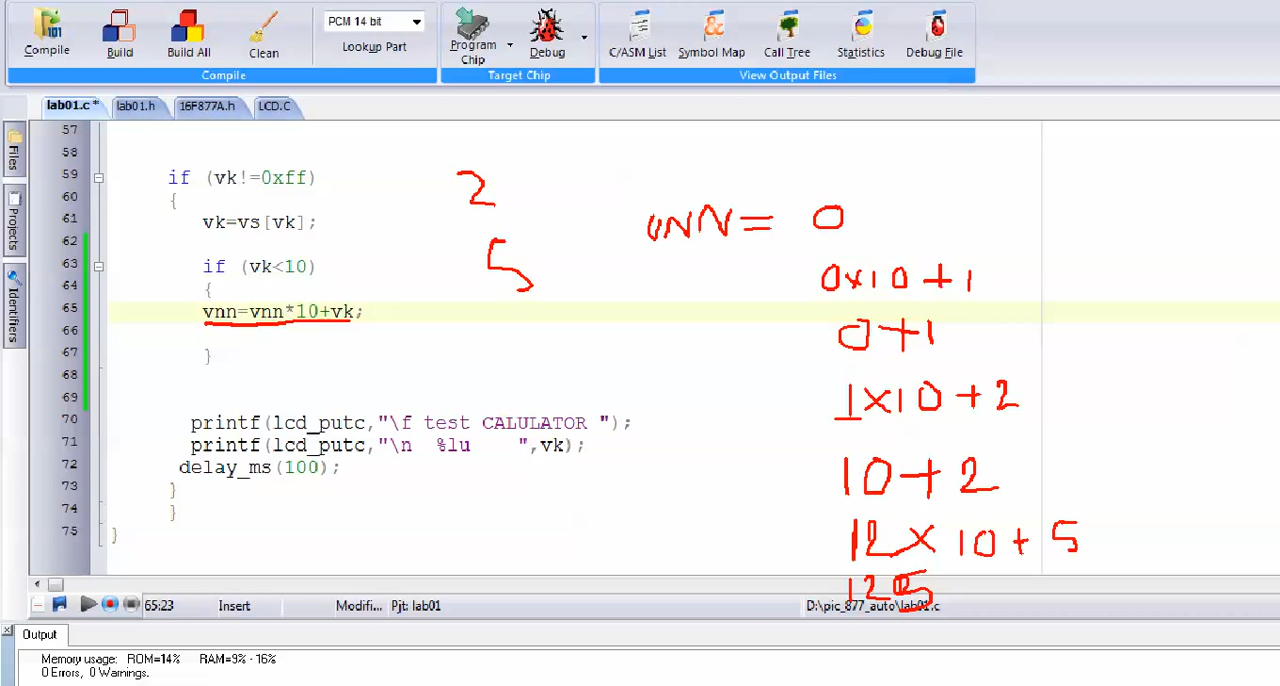 PCM 14 bit
Compile Build Build All Clean Lookup Part Program Chip Debug C/ASM List Symbol Map Call Tree Statistics Debug File
Compile Target Chip View Output Files
lab01.c * lab01.h 16F877A.h LCD.C
Files
Projects
Identifiers
57
58
59 if (vk!=0xff)
60 {
61 vk=vs[vk];
62
63 if (vk<10)
64 {
65 vnn=vnn*10+vk;
66
67 }
68
69
70 printf(lcd_putc,"\f test CALULATOR ");
71 printf(lcd_putc,"\n %lu ",vk);
72 delay_ms(100);
73 }
74 }
75 }
2
5
vNN = 0
0x10 + 1
0+1
1x10 + 2
10 + 2
12 x 10 + 5
125
65:23 Insert Modifi... Pjt: lab01 D:\pic_877_auto\lab01.c
Output
Memory usage: ROM=14% RAM=9% - 16%
0 Errors, 0 Warnings.